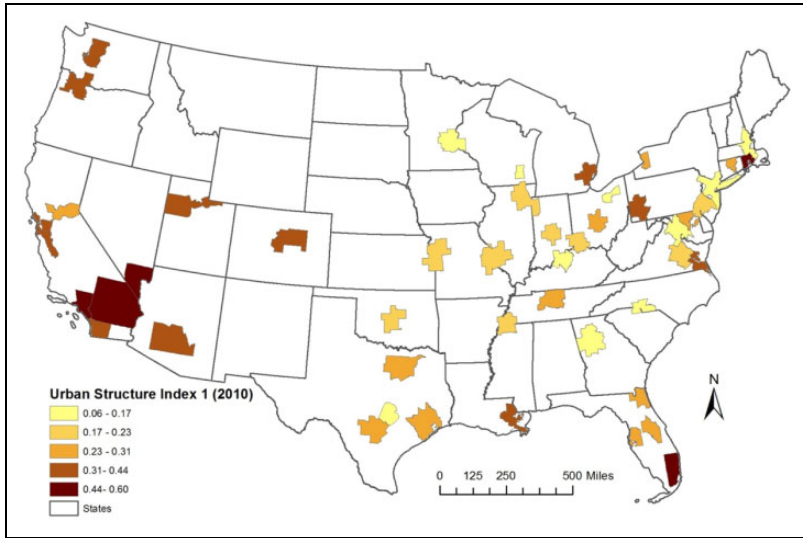 N
Urban Structure Index 1 (2010)
0.06 - 0.17
0.17 - 0.23
0.23 - 0.31
0.31- 0.44
0.44- 0.60
States
0 125 250 500 Miles